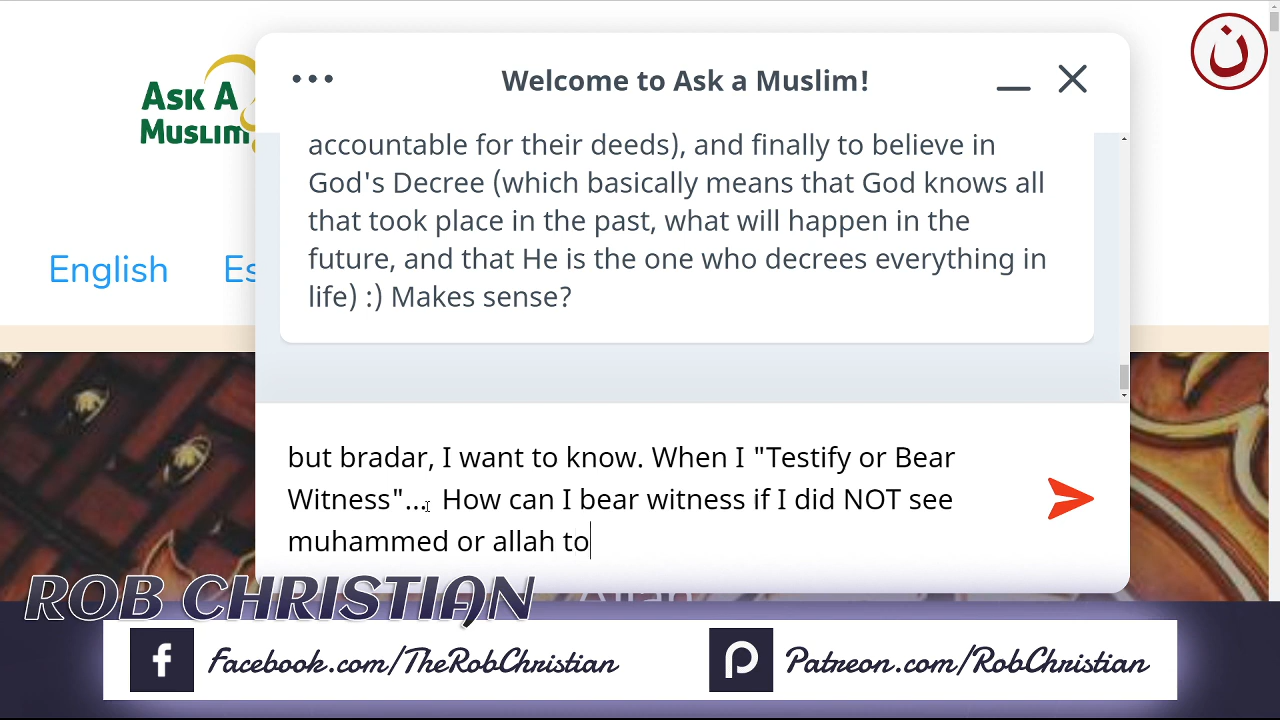 ن
Welcome to Ask a Muslim!
ASK A
MUSLIM
accountable for their deeds), and finally to believe in
God's Decree (which basically means that God knows all
that took place in the past, what will happen in the
future, and that He is the one who decrees everything in
life) :) Makes sense?
English Es
but bradar, I want to know. When I "Testify or Bear
Witness"... How can I bear witness if I did NOT see
muhammed or allah to
Allah
ROB CHRISTIAN
Facebook.com/TheRobChristian
Patreon.com/RobChristian